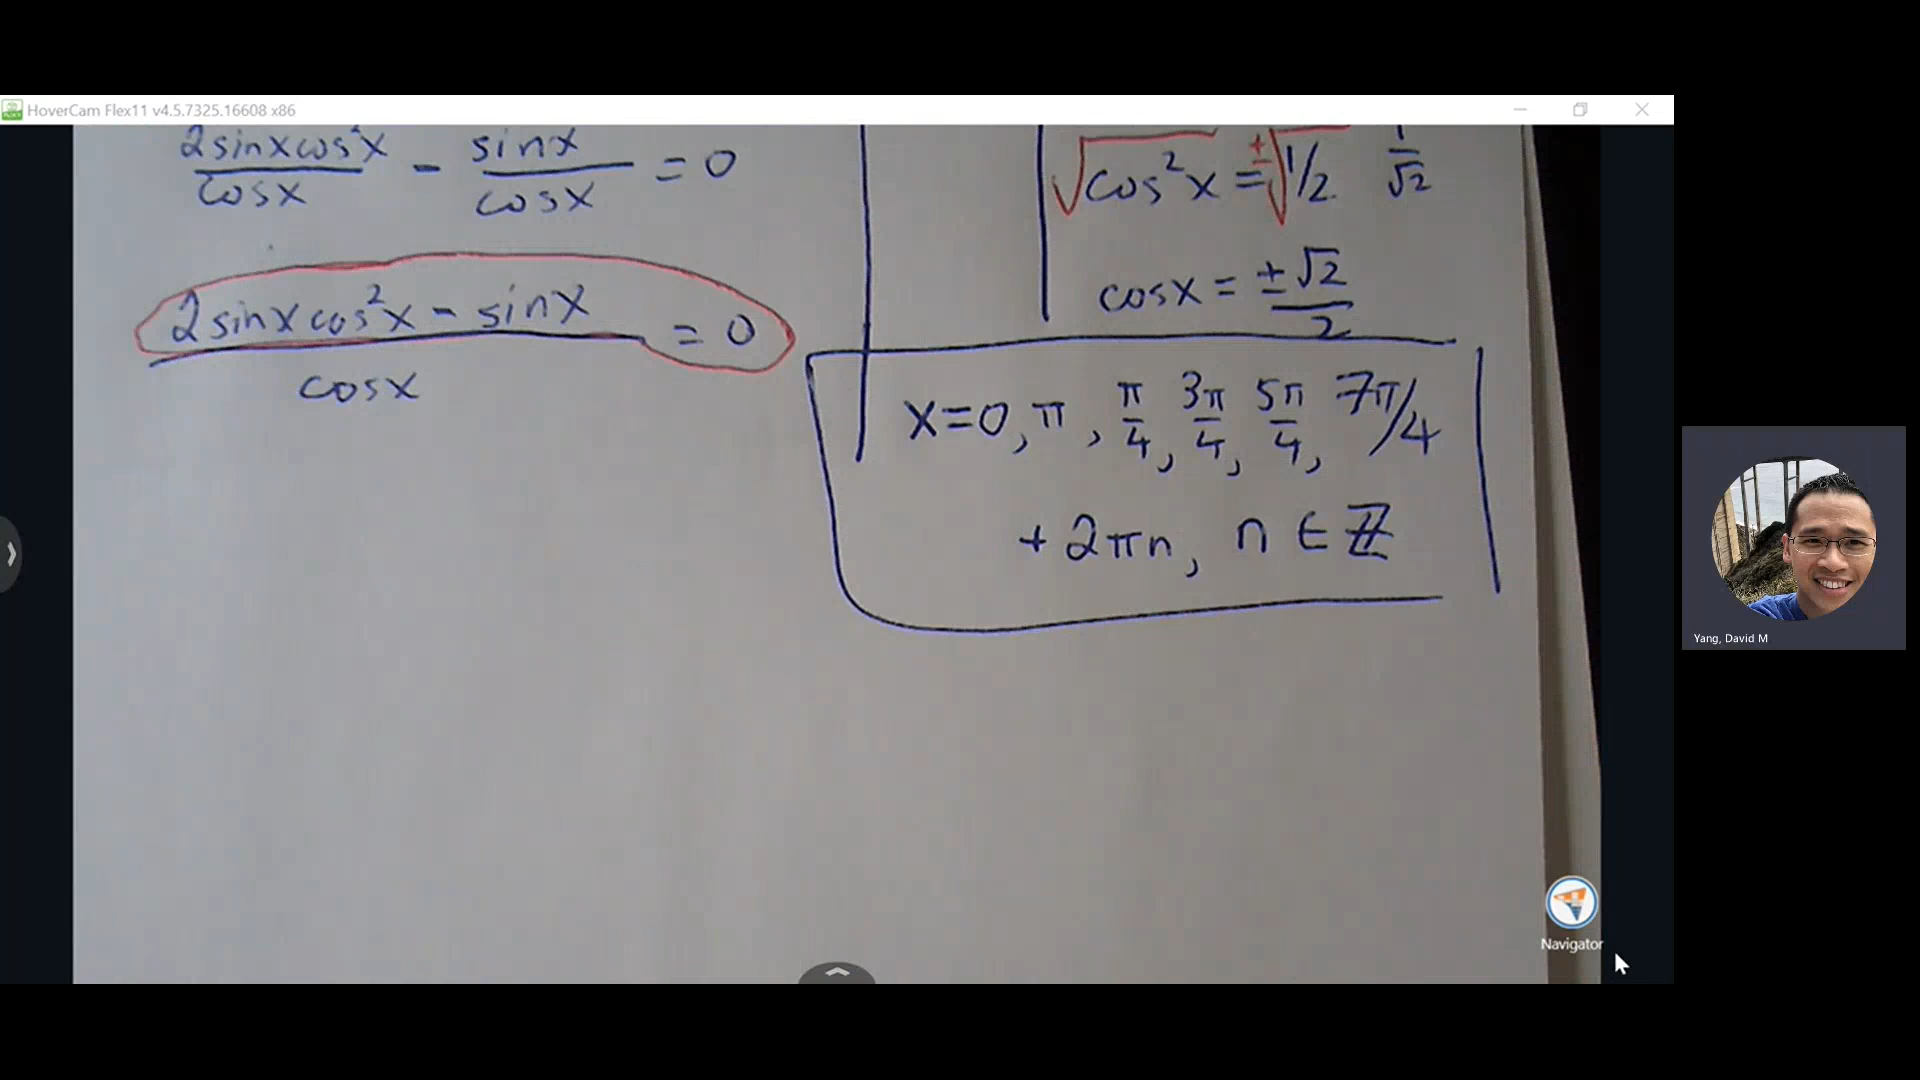 HoverCam Flex11 v4.5.7325.16608 x86
2sinxcos²x/cosx - sinx/cosx = 0
(2sinxcos²x - sinx)/cosx = 0
√cos²x = ±√1/2 1/√2
cosx = ±√2/2
x=0, π, π/4, 3π/4, 5π/4, 7π/4
+ 2πn, n ∈ ℤ
Yang, David M
Navigator